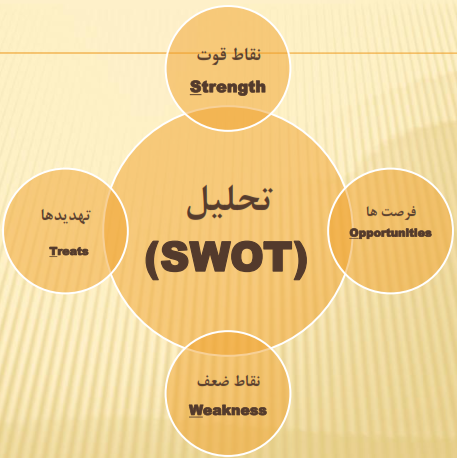 نقاط قوت
Strength
تحلیل
(SWOT)
فرصت ها
Opportunities
تهدیدها
Treats
نقاط ضعف
Weakness